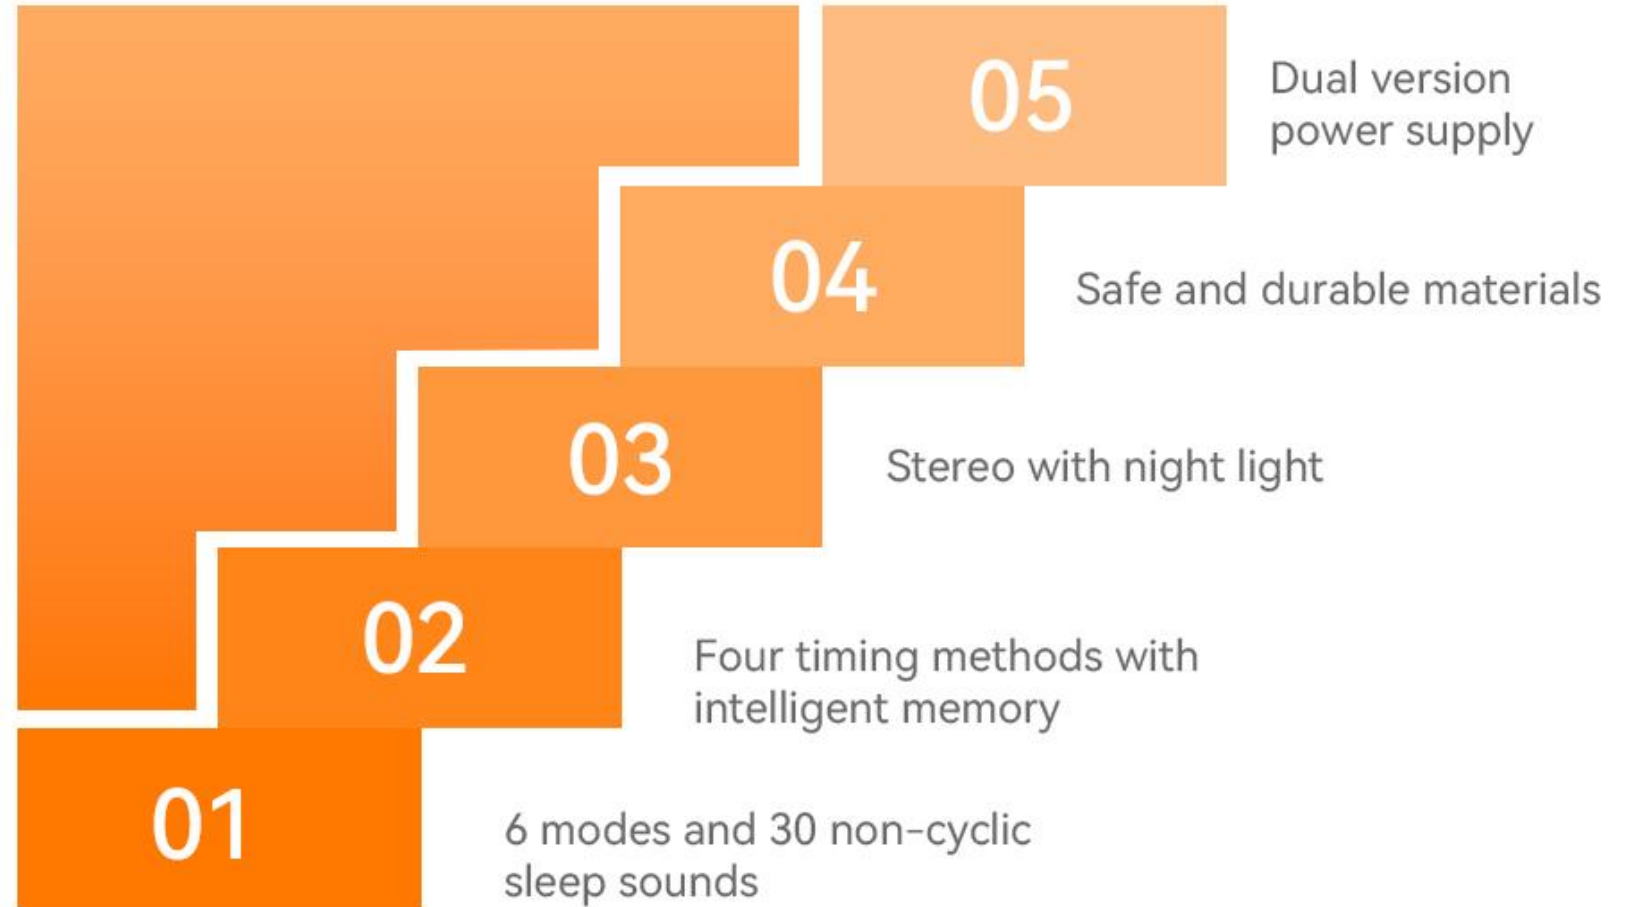 05
Dual version
power supply
04
Safe and durable materials
03
Stereo with night light
02
Four timing methods with
intelligent memory
01
6 modes and 30 non-cyclic
sleep sounds